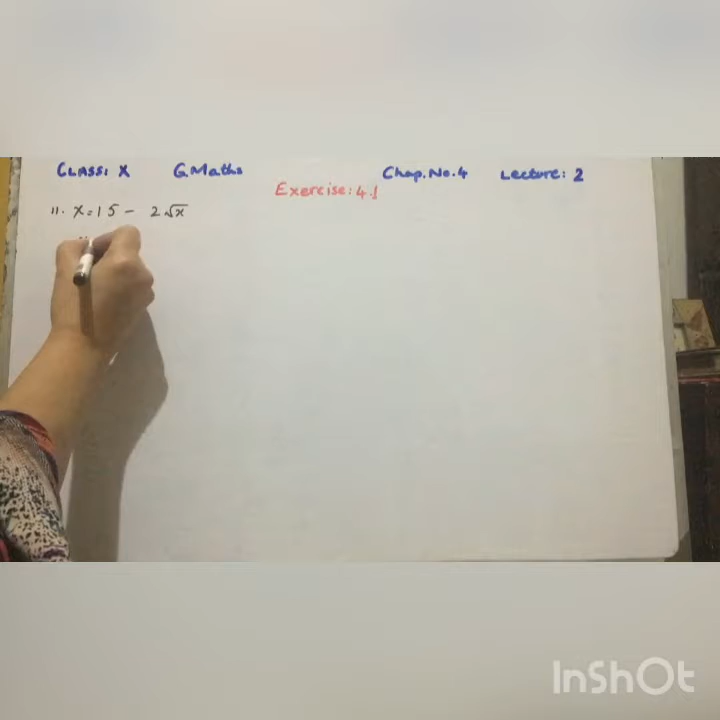 CLASS: X G.Maths Chap.No.4 Lecture: 2
Exercise: 4.1
11. x = 15 - 2√x
InShOt